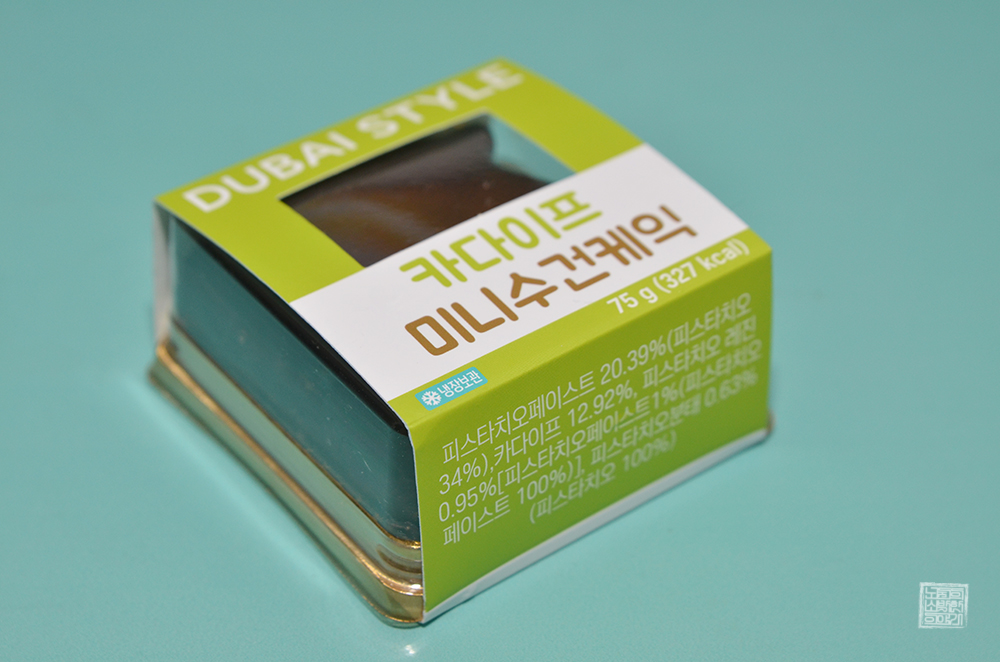 DUBAI STYLE
카다이프
미니수건케익
75 g (327 kcal)
냉장보관
피스타치오페이스트 20.39%(피스타치오
34%),카다이프 12.92%, 피스타치오 레진
0.95%[피스타치오페이스트1%(피스타치오
페이스트 100%)], 피스타치오분태 0.63%
(피스타치오 100%)